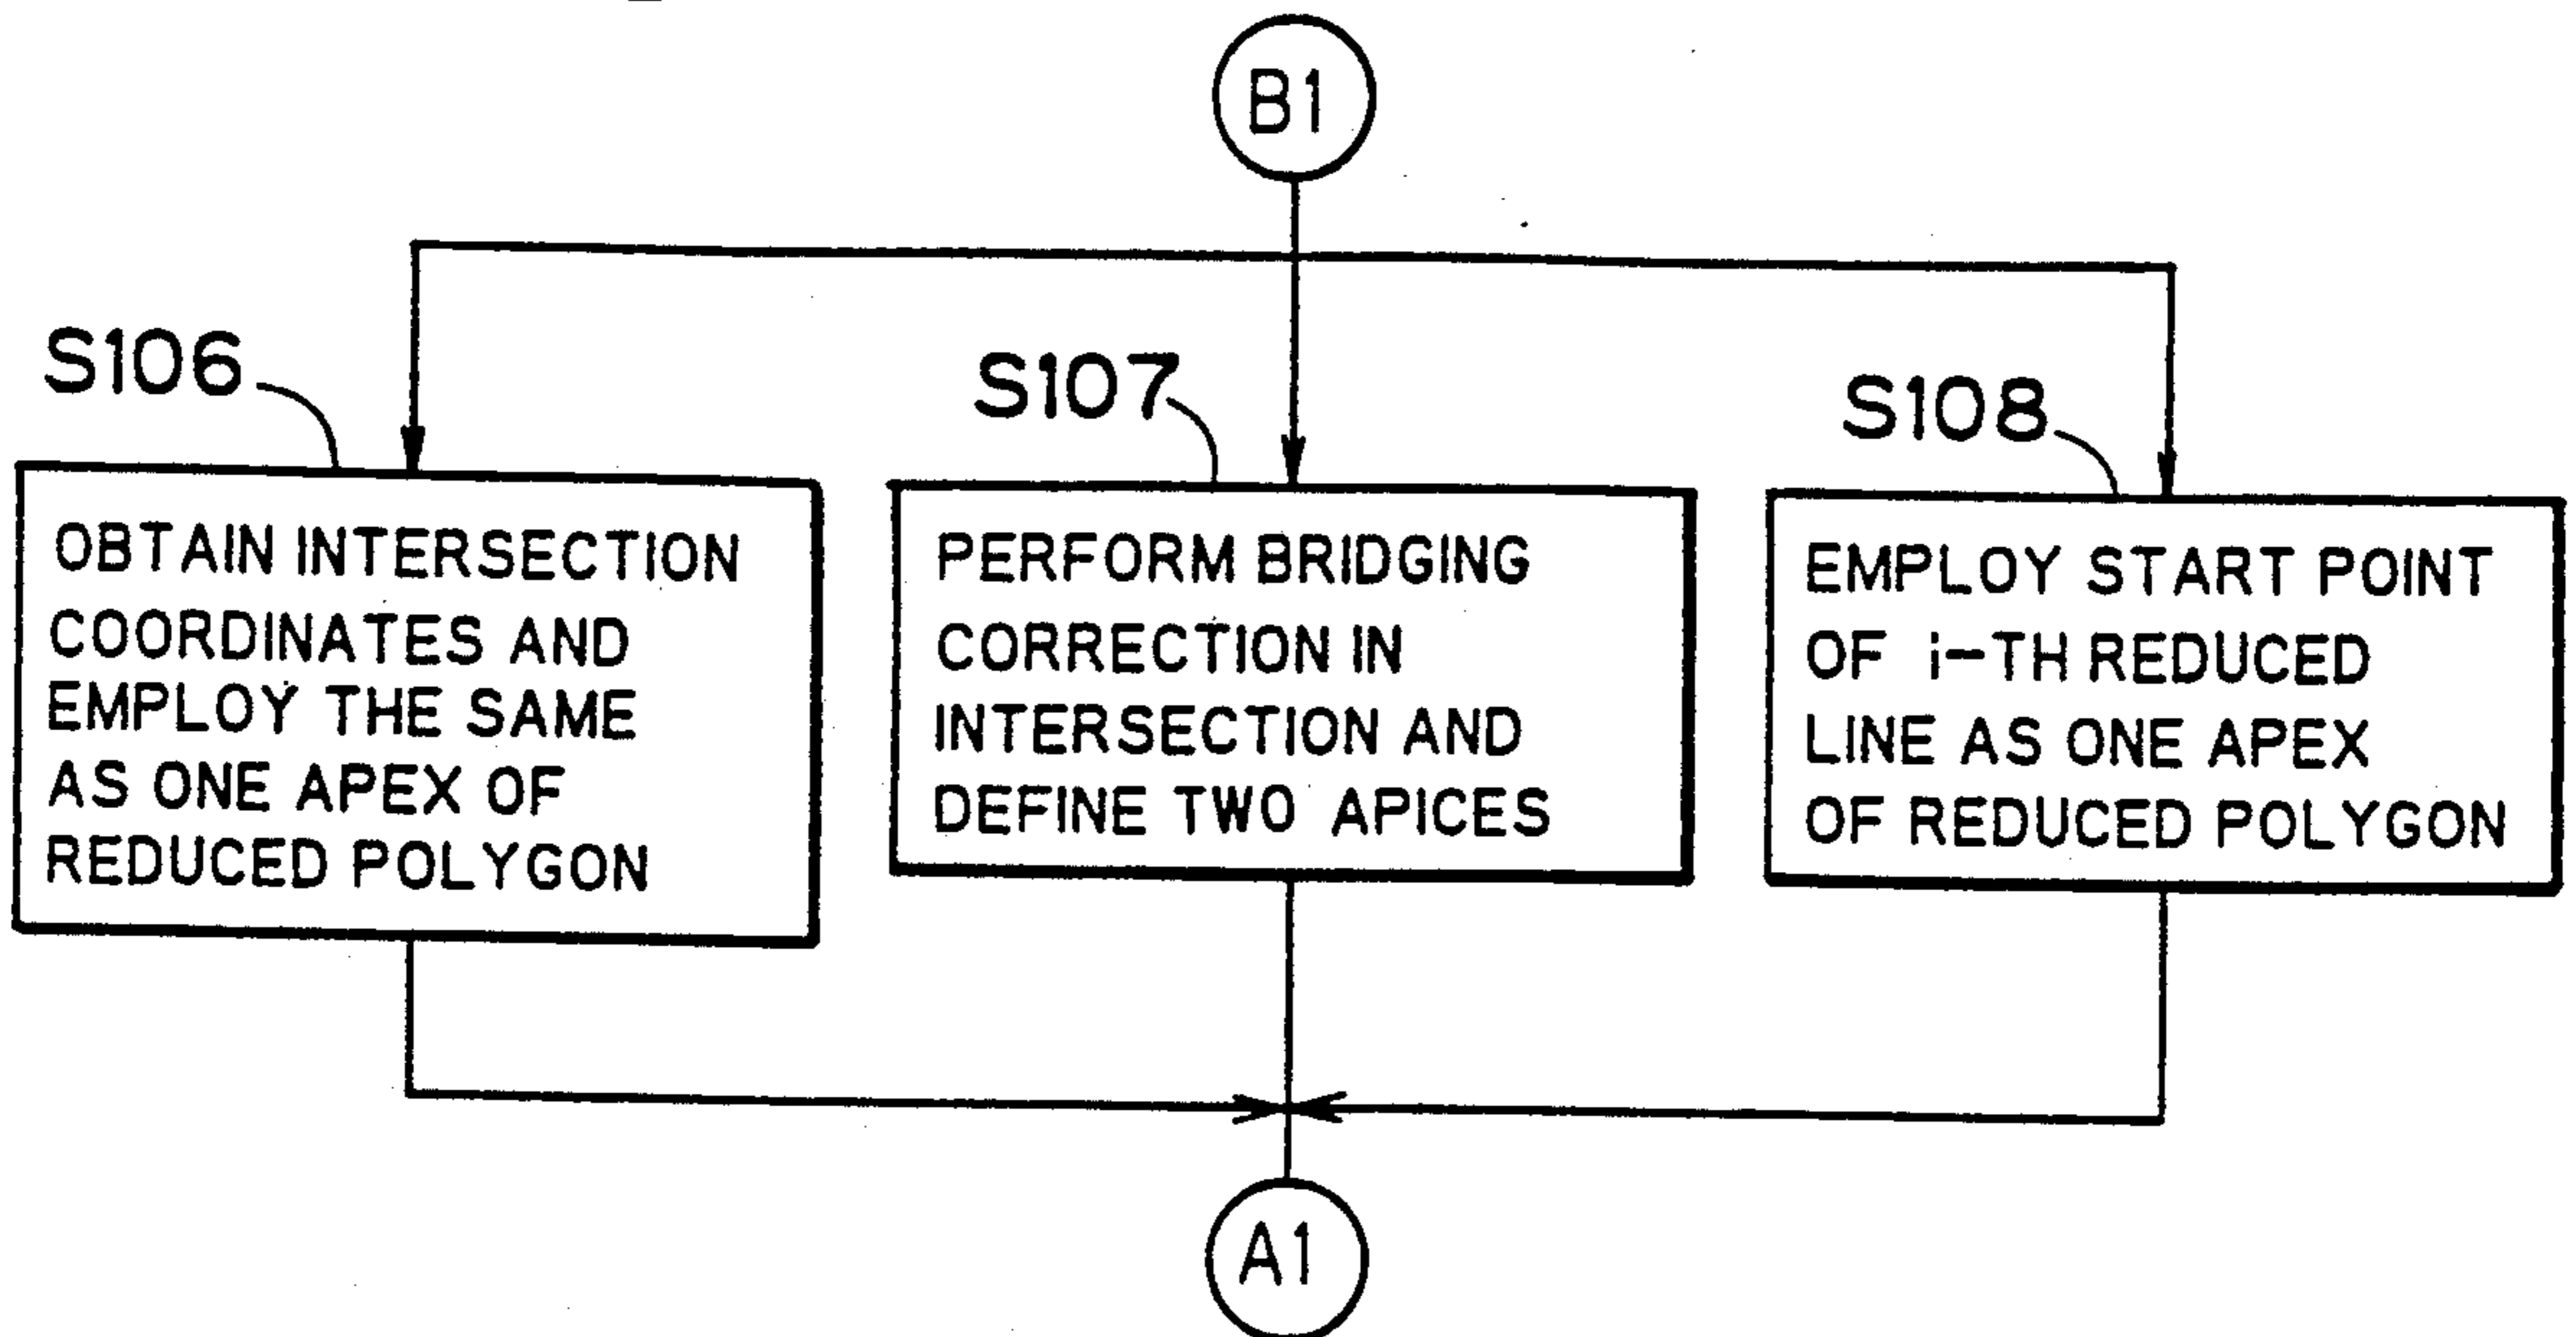 B1
S106
OBTAIN INTERSECTION
COORDINATES AND
EMPLOY THE SAME
AS ONE APEX OF
REDUCED POLYGON
S107
PERFORM BRIDGING
CORRECTION IN
INTERSECTION AND
DEFINE TWO APICES
S108
EMPLOY START POINT
OF i-TH REDUCED
LINE AS ONE APEX
OF REDUCED POLYGON
A1